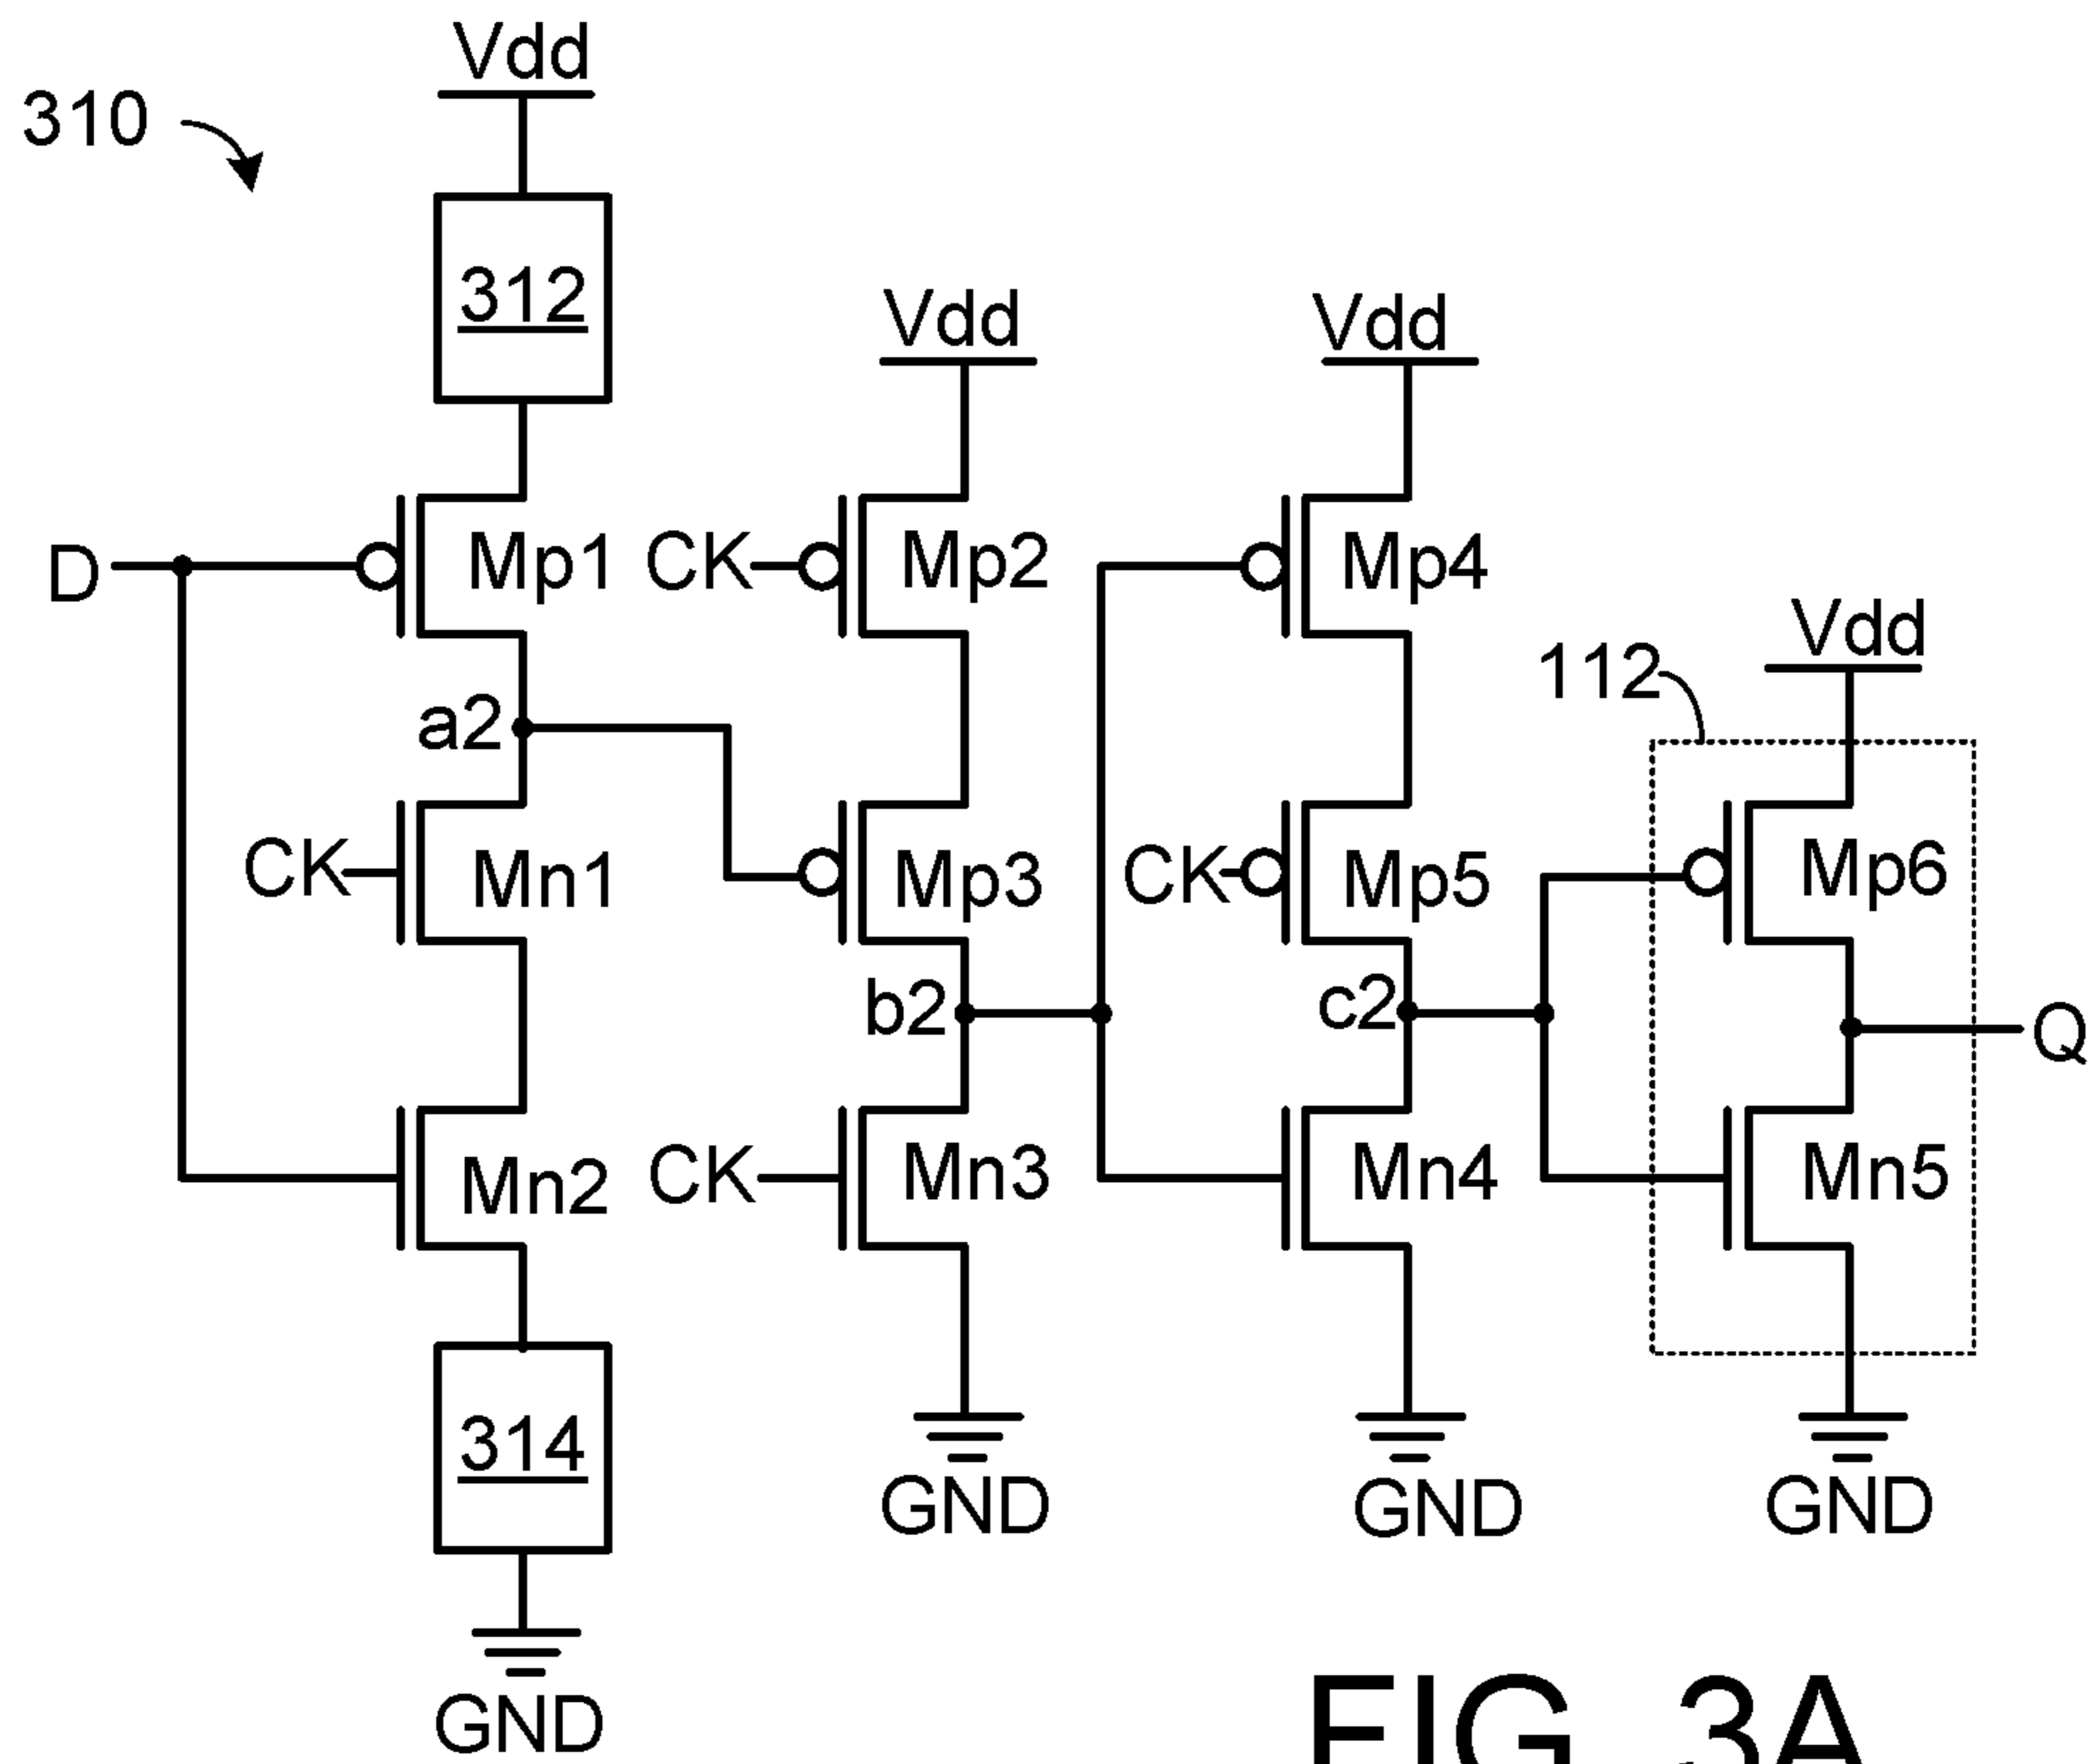 310
Vdd
312
Vdd
Vdd
D
Mp1
CK
Mp2
Mp4
Vdd
112
a2
CK
Mn1
Mp3
CK
Mp5
Mp6
b2
c2
Q
Mn2
CK
Mn3
Mn4
Mn5
314
GND
GND
GND
GND
FIG. 3A